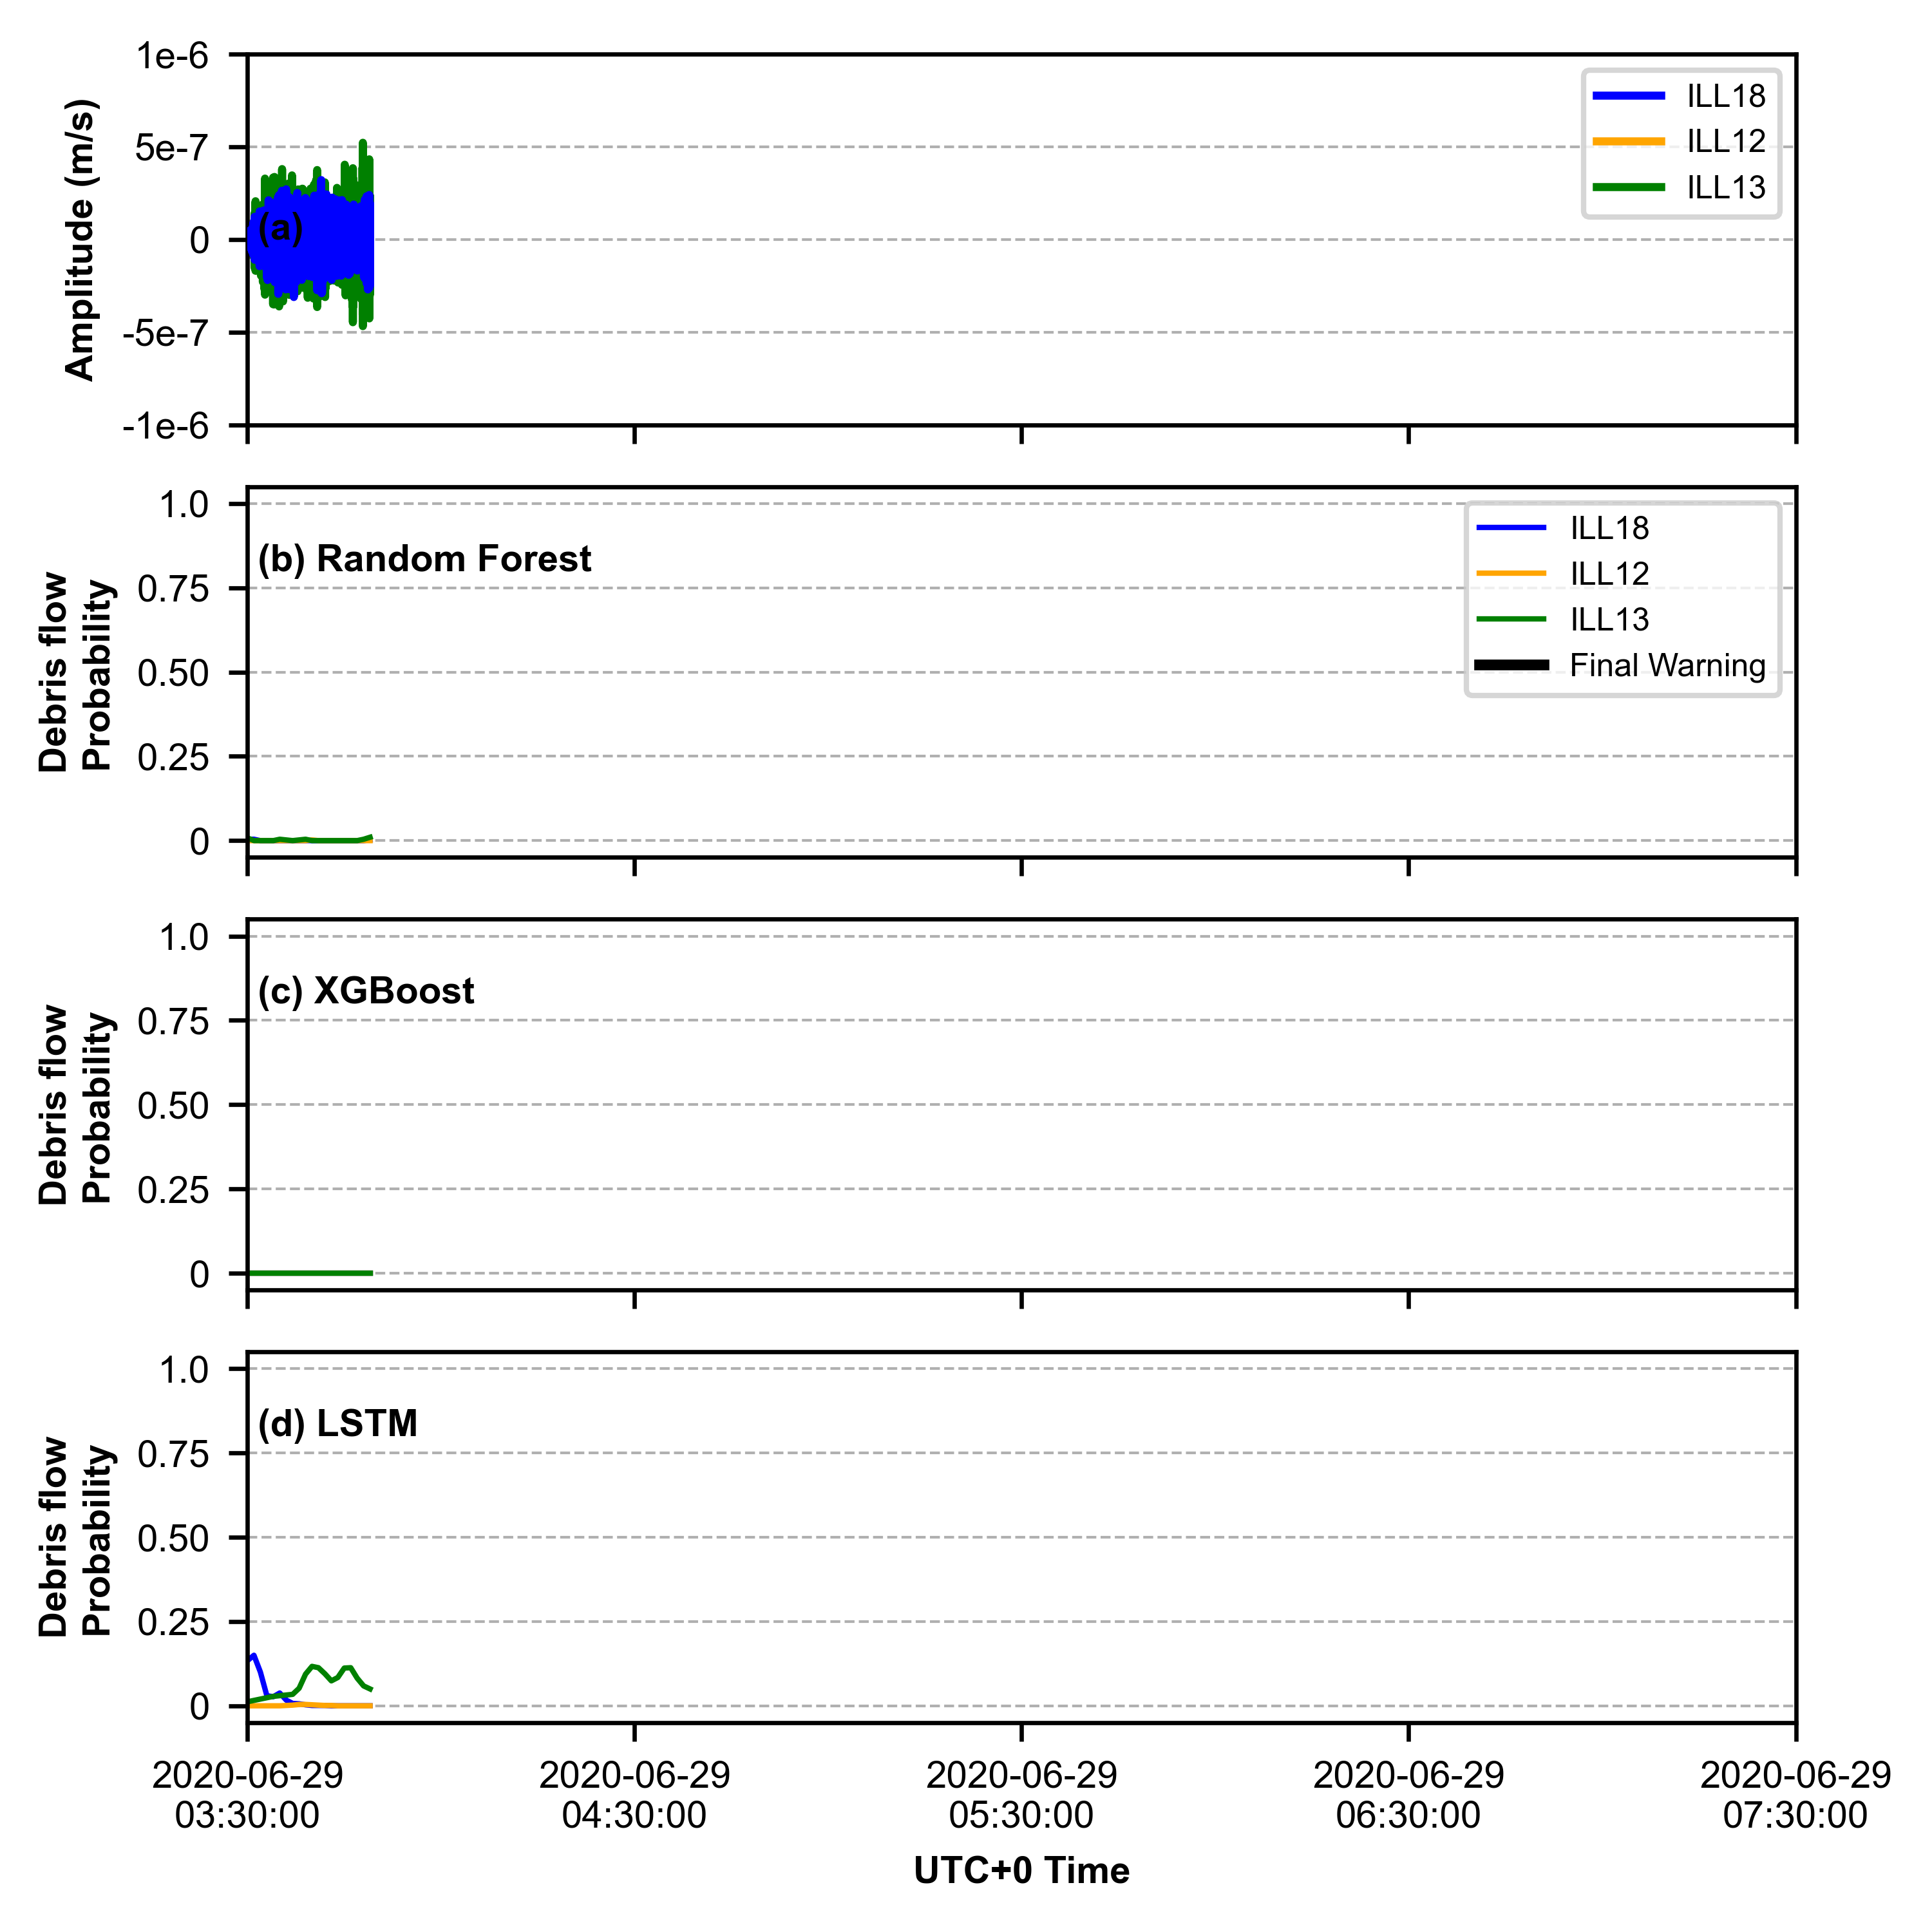 1e-6
5e-7
0
-5e-7
-1e-6
Amplitude (m/s)
(a)
ILL18
ILL12
ILL13
1.0
0.75
0.50
0.25
0
Debris flow
Probability
(b) Random Forest
ILL18
ILL12
ILL13
Final Warning
1.0
0.75
0.50
0.25
0
Debris flow
Probability
(c) XGBoost
1.0
0.75
0.50
0.25
0
Debris flow
Probability
(d) LSTM
2020-06-29
03:30:00
2020-06-29
04:30:00
2020-06-29
05:30:00
2020-06-29
06:30:00
2020-06-29
07:30:00
UTC+0 Time